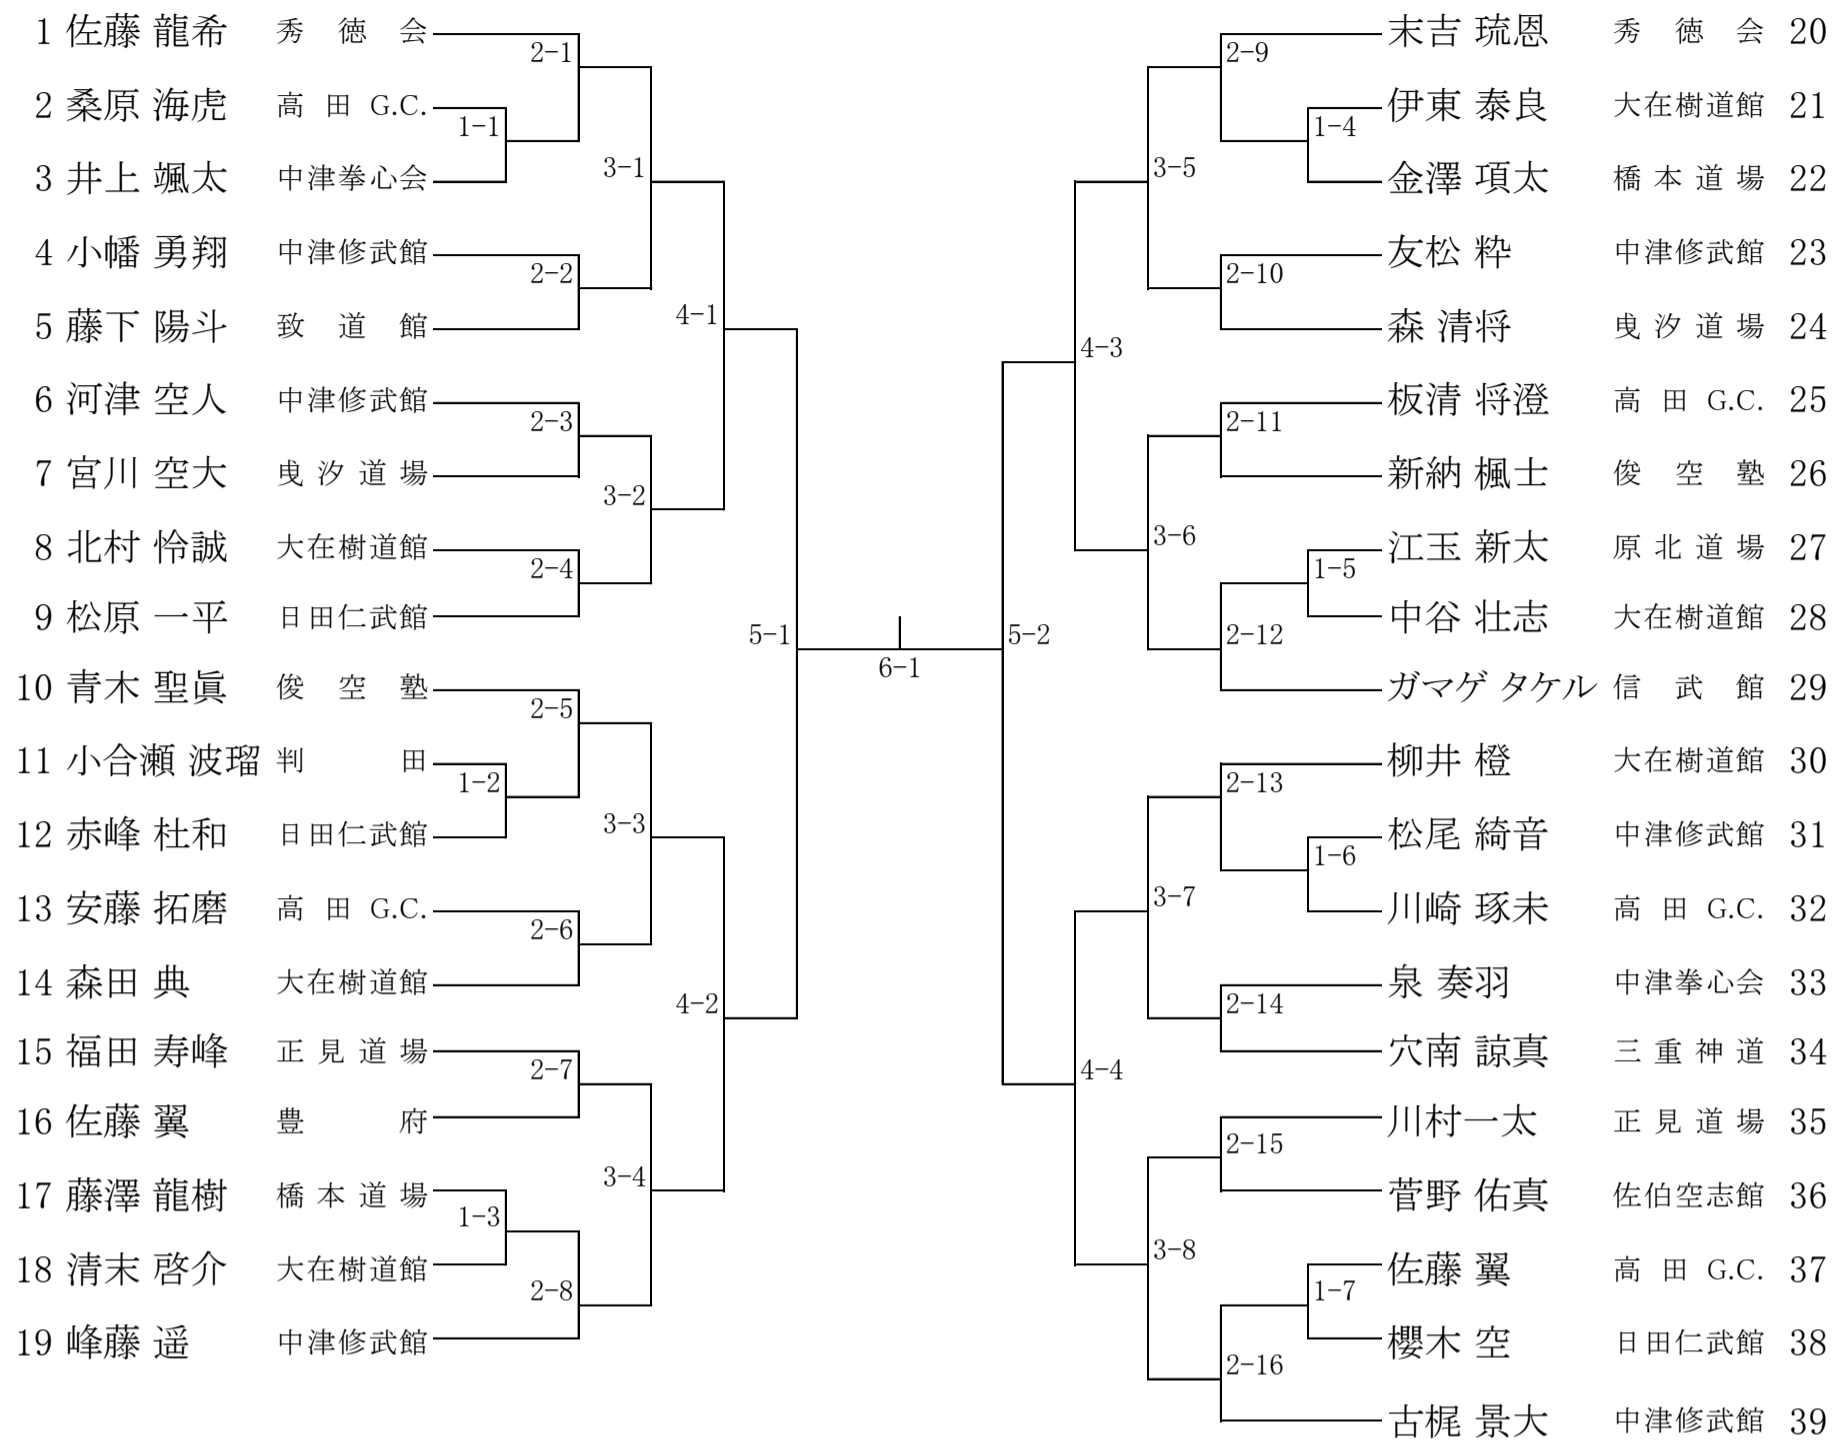 1 佐藤 龍希 秀徳会
2-1
2 桑原 海虎 高田 G.C.
1-1
3 井上 颯太 中津拳心会
3-1
4 小幡 勇翔 中津修武館
2-2
5 藤下 陽斗 致道館
4-1
6 河津 空人 中津修武館
2-3
7 宮川 空大 曳汐道場
3-2
8 北村 怜誠 大在樹道館
2-4
9 松原 一平 日田仁武館
5-1
10 青木 聖眞 俊空塾
2-5
11 小合瀬 波瑠 判田
1-2
12 赤峰 杜和 日田仁武館
3-3
13 安藤 拓磨 高田 G.C.
2-6
14 森田 典 大在樹道館
4-2
15 福田 寿峰 正見道場
2-7
16 佐藤 翼 豊府
3-4
17 藤澤 龍樹 橋本道場
1-3
18 清末 啓介 大在樹道館
2-8
19 峰藤 遥 中津修武館
6-1
末吉 琉恩 秀徳会 20
2-9
伊東 泰良 大在樹道館 21
1-4
金澤 項太 橋本道場 22
3-5
友松 粋 中津修武館 23
2-10
森 清将 曳汐道場 24
4-3
板清 将澄 高田 G.C. 25
2-11
新納 楓士 俊空塾 26
3-6
江玉 新太 原北道場 27
1-5
中谷 壮志 大在樹道館 28
2-12
5-2
ガマゲ タケル 信武館 29
柳井 橙 大在樹道館 30
2-13
松尾 綺音 中津修武館 31
1-6
川崎 琢未 高田 G.C. 32
3-7
泉 奏羽 中津拳心会 33
2-14
穴南 諒真 三重神道 34
4-4
川村一太 正見道場 35
2-15
菅野 佑真 佐伯空志館 36
3-8
佐藤 翼 高田 G.C. 37
1-7
櫻木 空 日田仁武館 38
2-16
古梶 景大 中津修武館 39